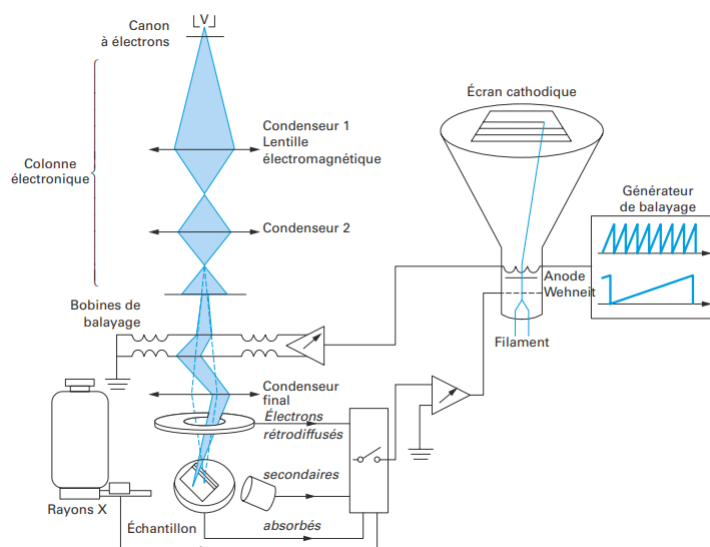 V
Canon
à électrons
Colonne
électronique
Condenseur 1
Lentille
électromagnétique
Condenseur 2
Bobines de
balayage
Condenseur
final
Électrons
rétrodiffusés
secondaires
absorbés
Rayons X
Échantillon
Écran cathodique
Anode
Wehneit
Filament
Générateur
de balayage